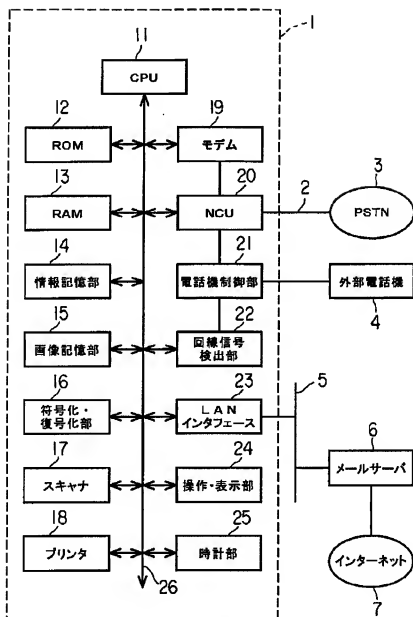 11
CPU
1
12
ROM
19
モデム
13
RAM
20
NCU
2
3
PSTN
14
情報記憶部
21
電話機制御部
外部電話機
4
15
画像記憶部
22
回線信号
検出部
16
符号化・
復号化部
23
LAN
インタフェース
5
6
メールサーバ
17
スキャナ
24
操作・表示部
18
プリンタ
25
時計部
26
インターネット
7